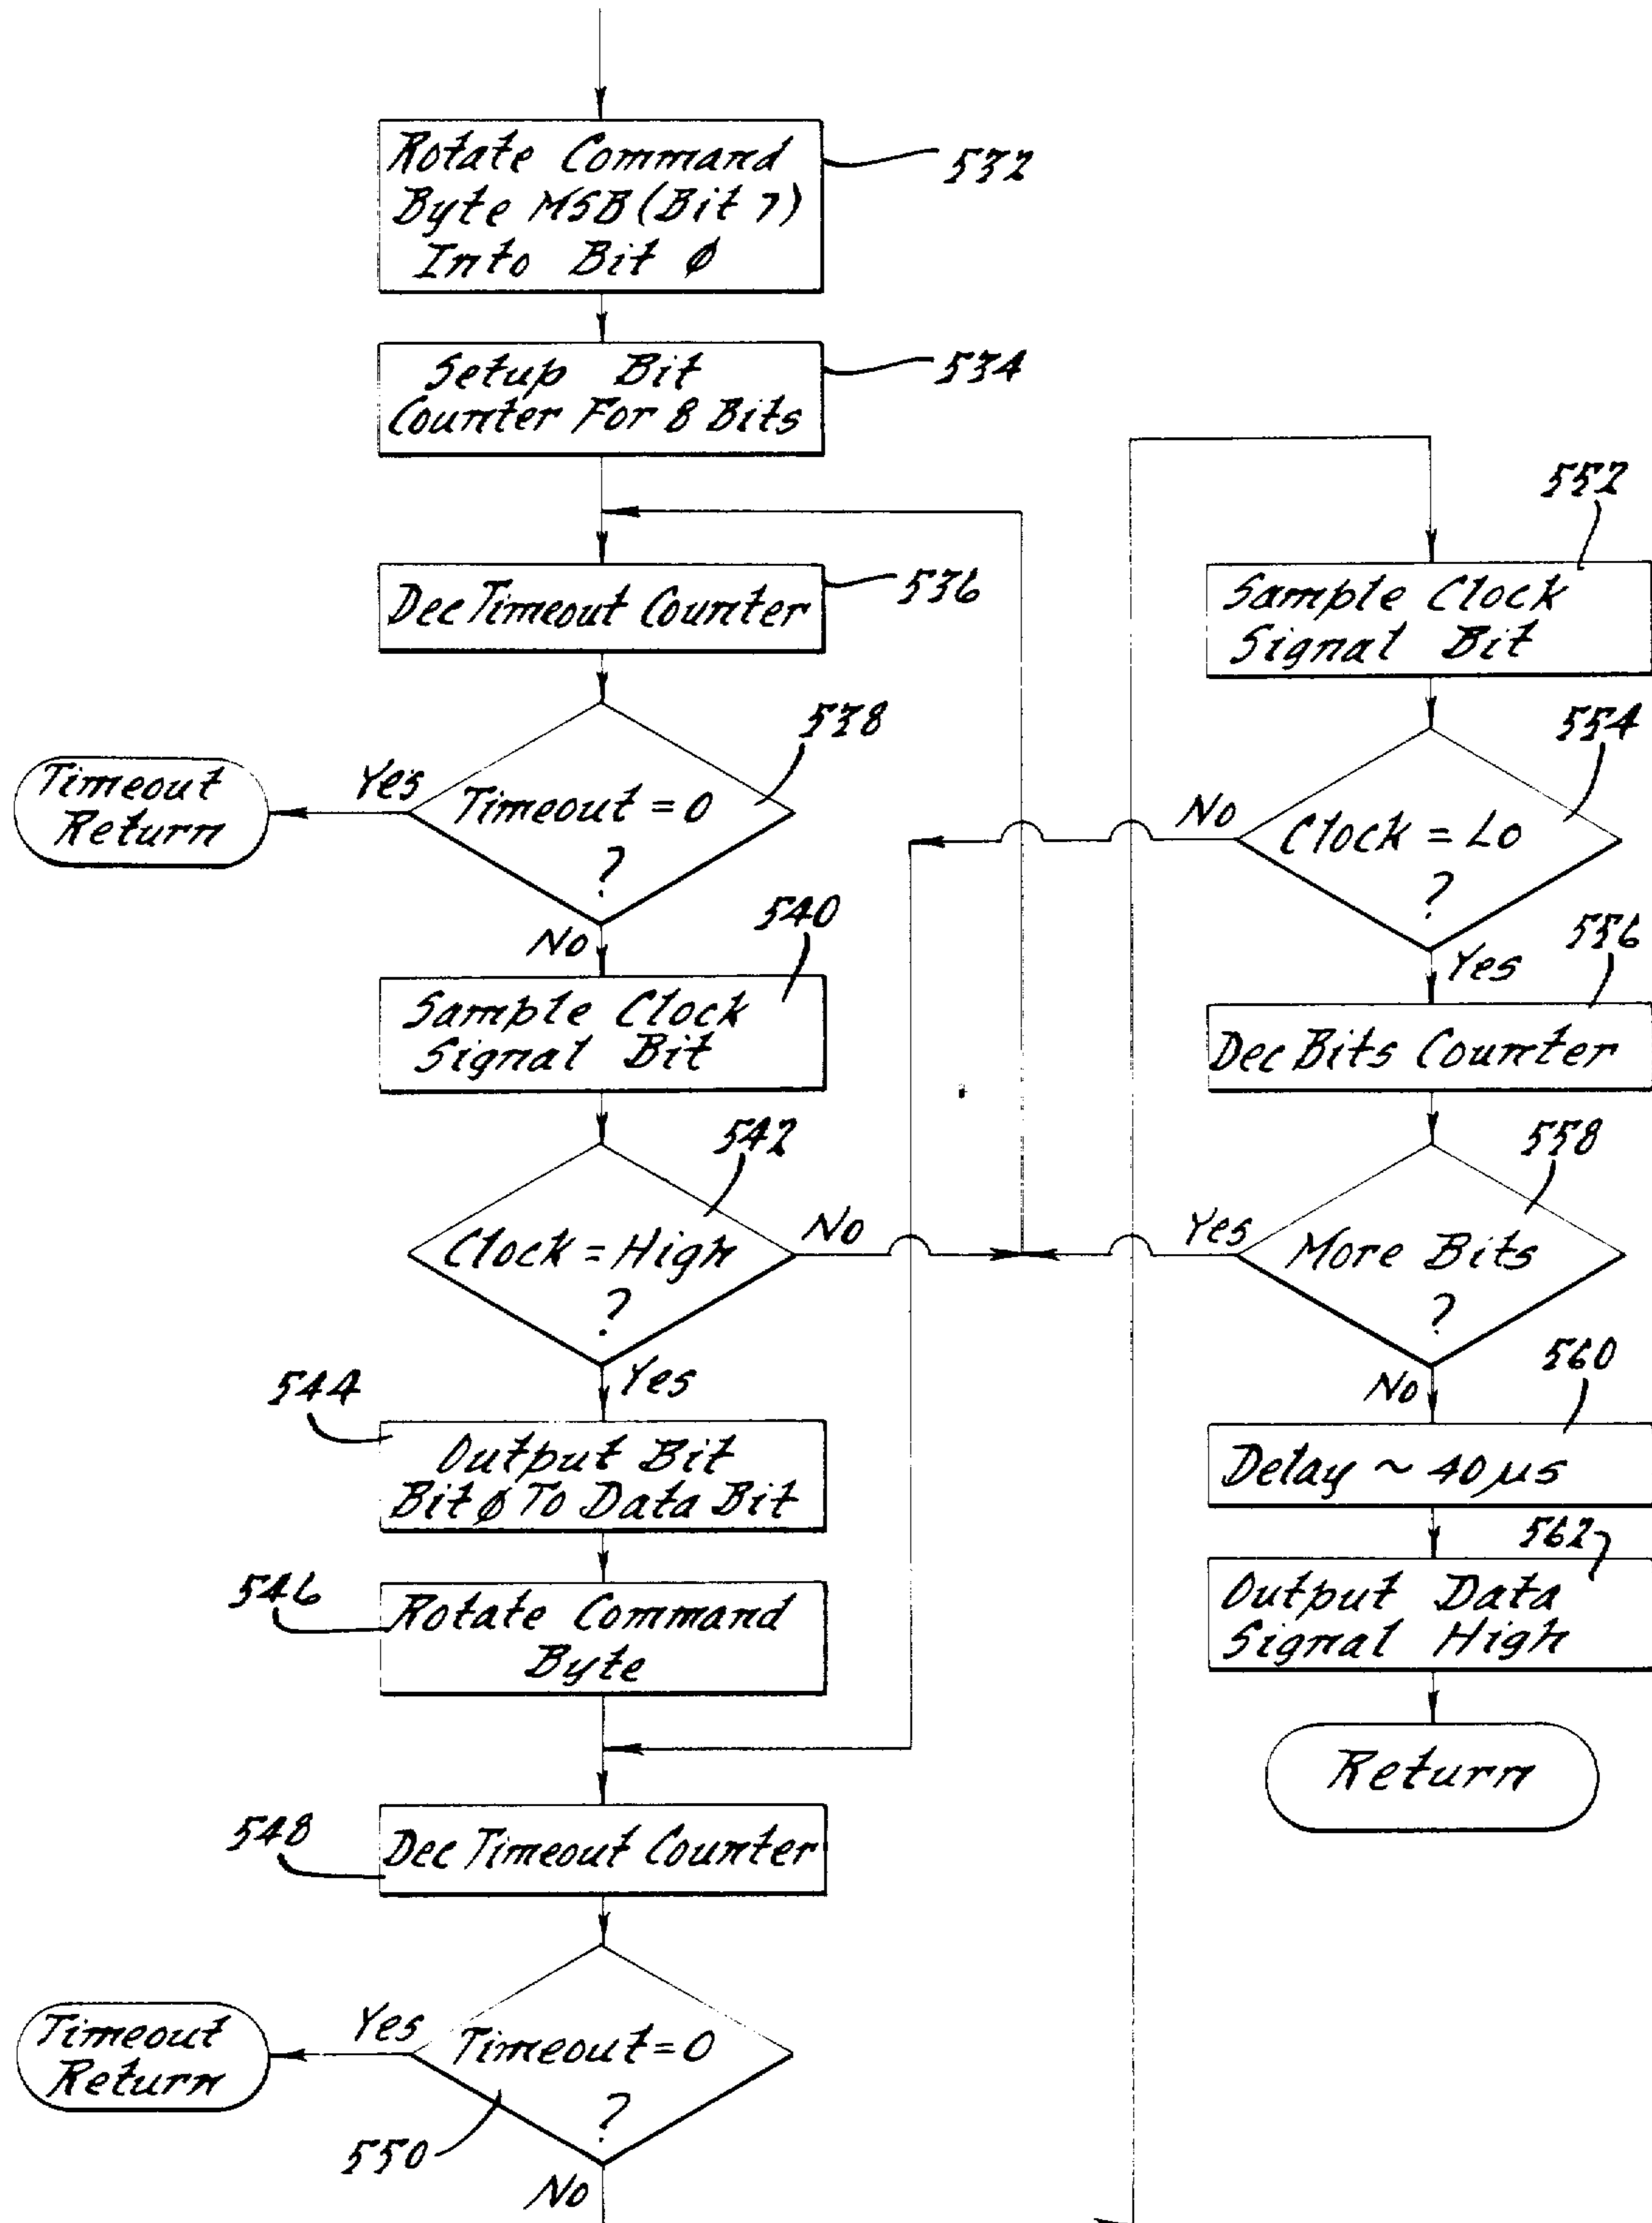 Rotate Command
Byte MSB (Bit 7)
Into Bit φ
532
Setup Bit
Counter For 8 Bits
534
Dec Timeout Counter
536
Timeout = 0
?
538
Yes
Timeout
Return
No
540
Sample Clock
Signal Bit
542
Clock = High
?
No
Yes
544
Output Bit
Bit φ To Data Bit
546
Rotate Command
Byte
548
Dec Timeout Counter
Timeout = 0
?
550
Yes
Timeout
Return
No
552
Sample Clock
Signal Bit
554
Clock = Lo
?
No
Yes
556
Dec Bits Counter
558
More Bits
?
Yes
No
560
Delay ~ 40 μs
562
Output Data
Signal High
Return